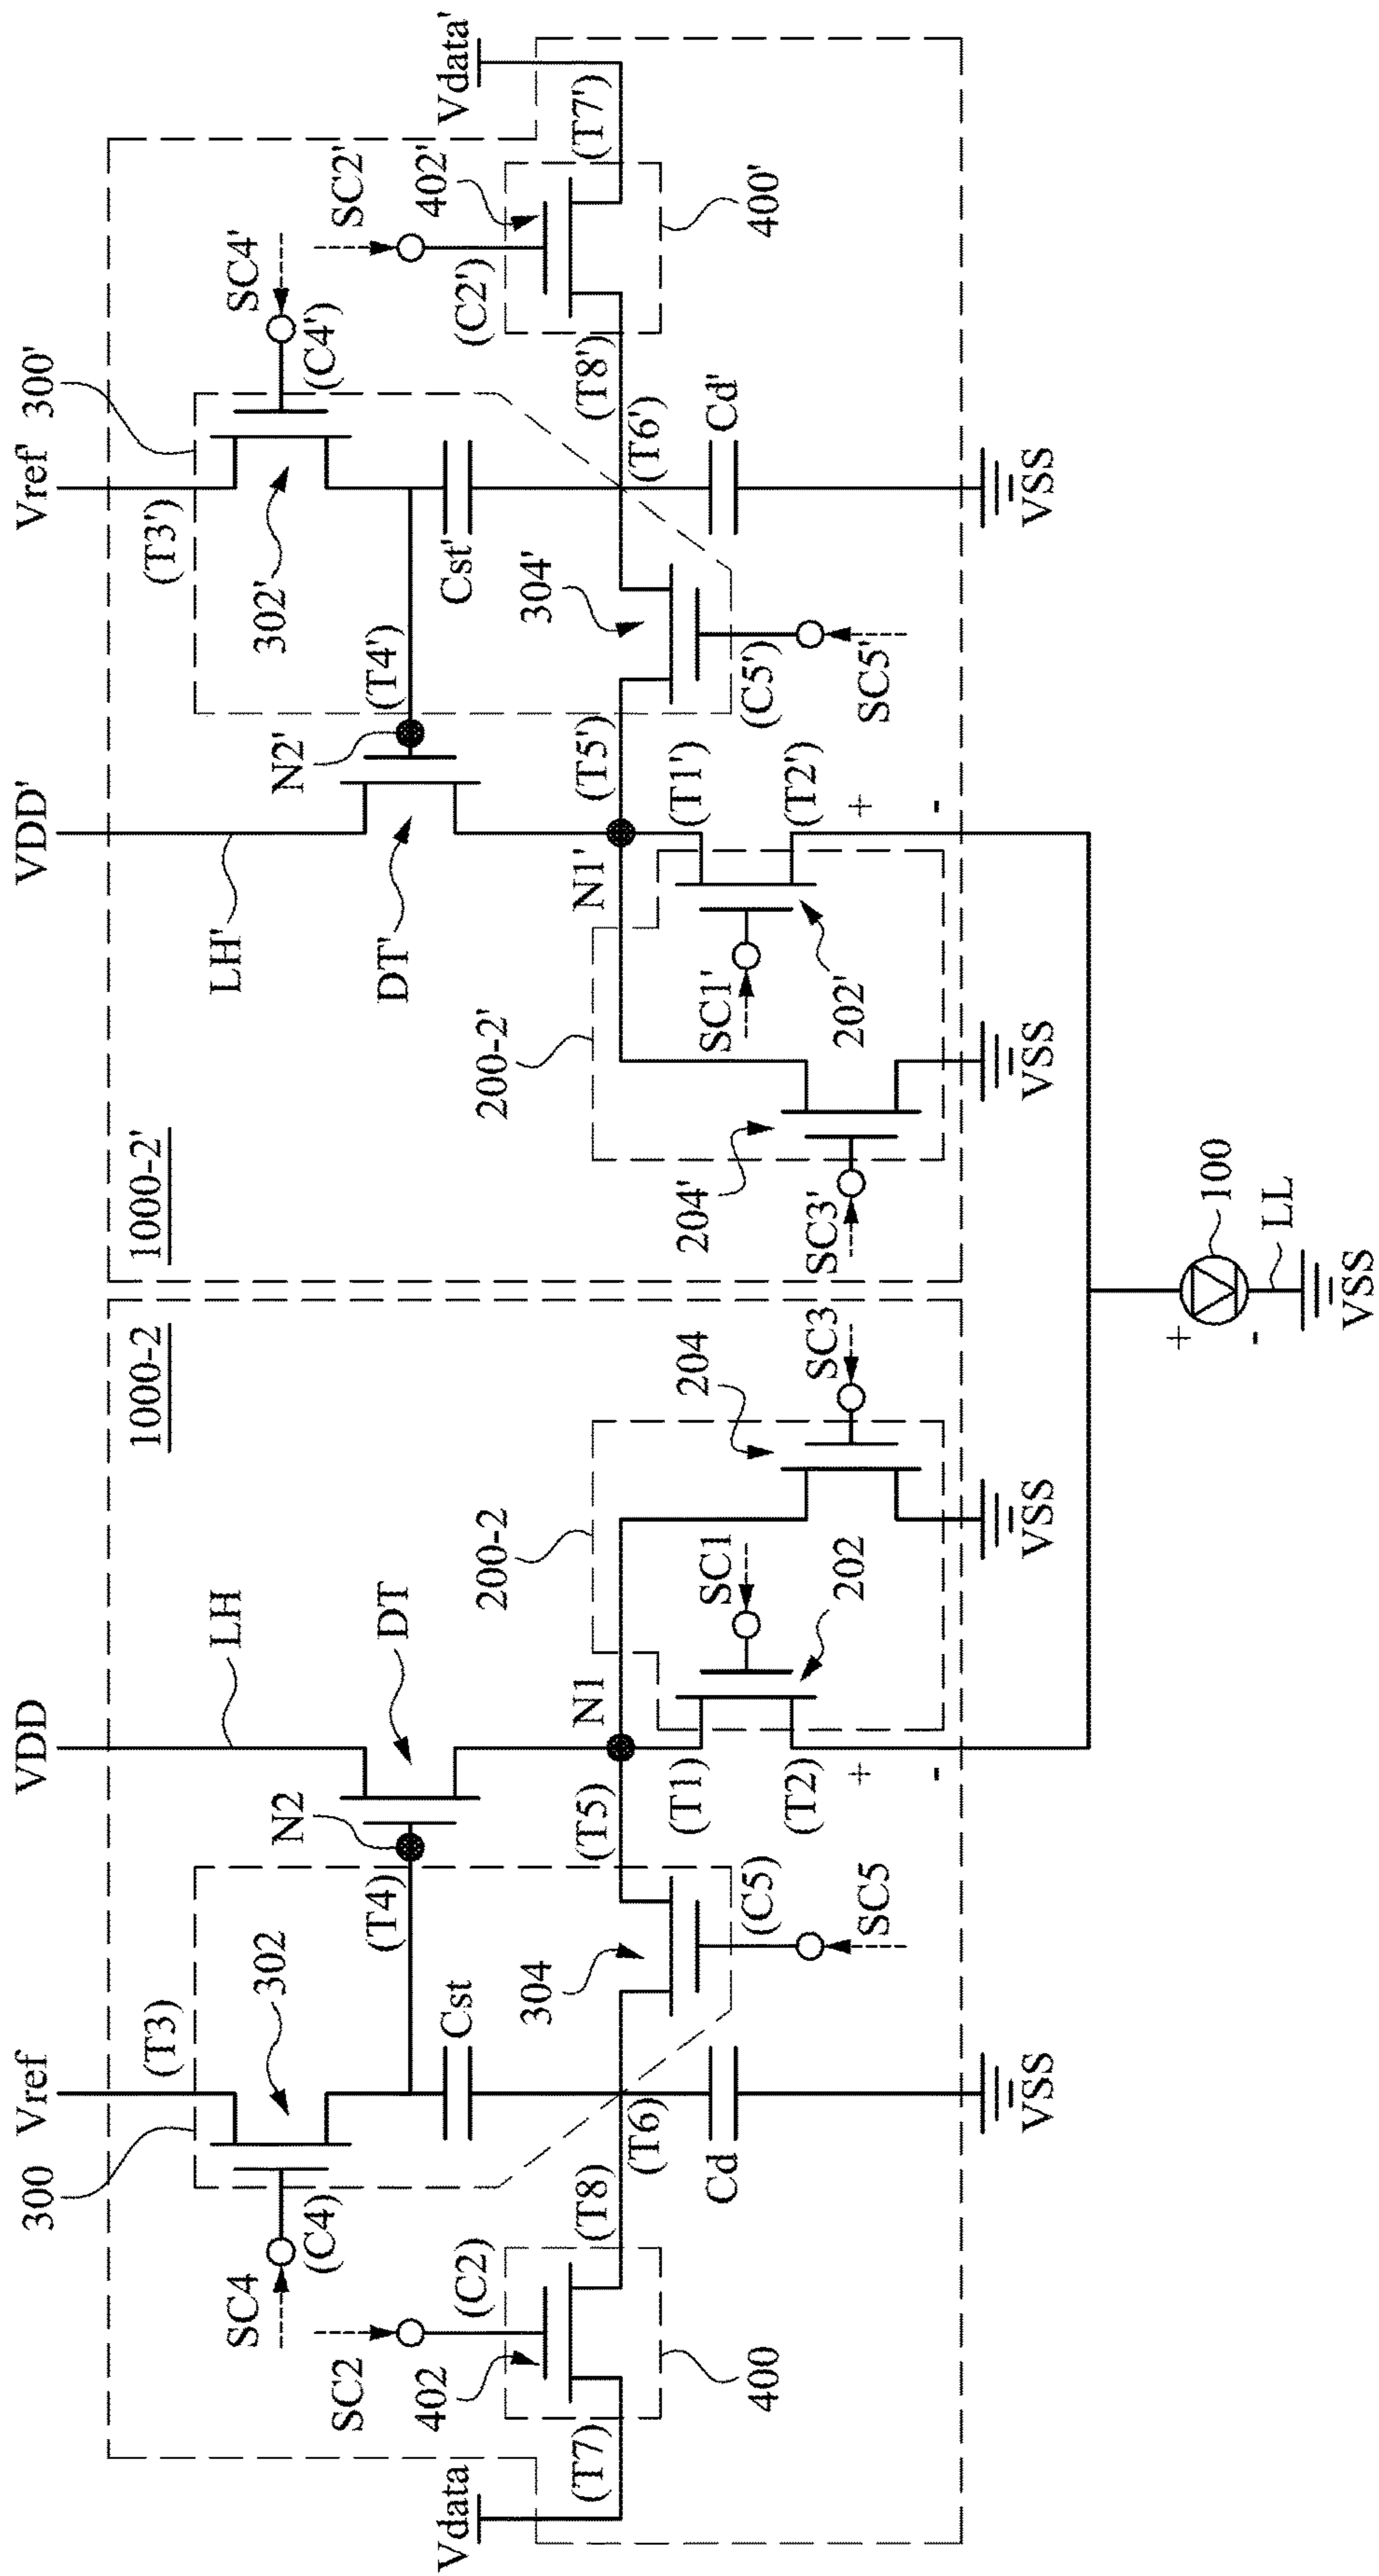 1000-2
Vref
VDD
300
(T3)
LH
302
N2
DT
SC4
(C4)
(T4)
SC2
402
(C2)
Cst
200-2
Vdata
(T7)
(T8)
304
(T5)
N1
(T6)
(T1)
SC1
204
400
Cd
(C5)
(T2)
SC5
+
-
202
SC3
VSS
VSS
1000-2'
VDD'
Vref'
300'
LH'
(T3')
SC4'
N2'
302'
(C4')
SC2'
DT'
(T4')
402'
Vdata'
200-2'
Cst'
(C2')
304'
N1'
(T5')
(T8')
(T7')
(T6')
204'
SC1'
(T1')
Cd'
(C5')
400'
(T2')
SC3'
202'
+
-
SC5'
VSS
VSS
+
100
-
LL
VSS